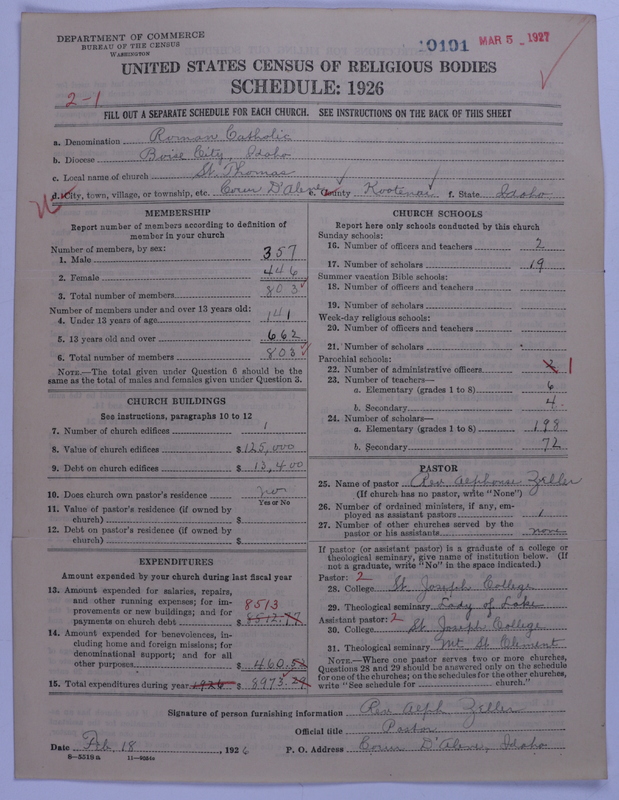 DEPARTMENT OF COMMERCE
BUREAU OF THE CENSUS
WASHINGTON
10101 MAR 5 - 1927
UNITED STATES CENSUS OF RELIGIOUS BODIES
SCHEDULE: 1926
2-1
FILL OUT A SEPARATE SCHEDULE FOR EACH CHURCH. SEE INSTRUCTIONS ON THE BACK OF THIS SHEET
a. Denomination Roman Catholic
b. Diocese Boise City, Idaho
c. Local name of church St. Thomas
d. City, town, village, or township, etc. Coeur D'Alene e. County Kootenai f. State Idaho
MEMBERSHIP
Report number of members according to definition of
member in your church
Number of members, by sex:
1. Male 357
2. Female 446
3. Total number of members 803
Number of members under and over 13 years old:
4. Under 13 years of age 141
5. 13 years old and over 662
6. Total number of members 803
NOTE.—The total given under Question 6 should be the
same as the total of males and females given under Question 3.
CHURCH BUILDINGS
See instructions, paragraphs 10 to 12
7. Number of church edifices 1
8. Value of church edifices $125,000
9. Debt on church edifices $ 13,400
10. Does church own pastor's residence no
Yes or No
11. Value of pastor's residence (if owned by
church) $
12. Debt on pastor's residence (if owned by
church) $
EXPENDITURES
Amount expended by your church during last fiscal year
13. Amount expended for salaries, repairs,
and other running expenses; for im-
provements or new buildings; and for 8513
payments on church debt $ 8512.77
14. Amount expended for benevolences, in-
cluding home and foreign missions; for
denominational support; and for all
other purposes $ 460.52
15. Total expenditures during year 1926 $ 8973.29
CHURCH SCHOOLS
Report here only schools conducted by this church
Sunday schools:
16. Number of officers and teachers 2
17. Number of scholars 19
Summer vacation Bible schools:
18. Number of officers and teachers
19. Number of scholars
Week-day religious schools:
20. Number of officers and teachers
21. Number of scholars
Parochial schools:
22. Number of administrative officers 1
23. Number of teachers—
a. Elementary (grades 1 to 8) 6
b. Secondary 4
24. Number of scholars—
a. Elementary (grades 1 to 8) 198
b. Secondary 72
PASTOR
25. Name of pastor Rev. Alphonse Zeller
(If church has no pastor, write "None")
26. Number of ordained ministers, if any, em-
ployed as assistant pastors 1
27. Number of other churches served by the
pastor or his assistants none
If pastor (or assistant pastor) is a graduate of a college or
theological seminary, give name of institution below. (If
not a graduate, write "No" in the space indicated.)
Pastor: 2
28. College St. Joseph College
29. Theological seminary Lady of Lake
Assistant pastor: 2
30. College St. Joseph College
31. Theological seminary Mt. St. Clement
NOTE.—Where one pastor serves two or more churches,
Questions 28 and 29 should be answered only on the schedule
for one of the churches; on the schedules for the other churches,
write "See schedule for church."
Signature of person furnishing information Rev. Alph Zeller
Official title Pastor
Date Feb. 18, 1926 P. O. Address Coeur D'Alene, Idaho
8—5519 a